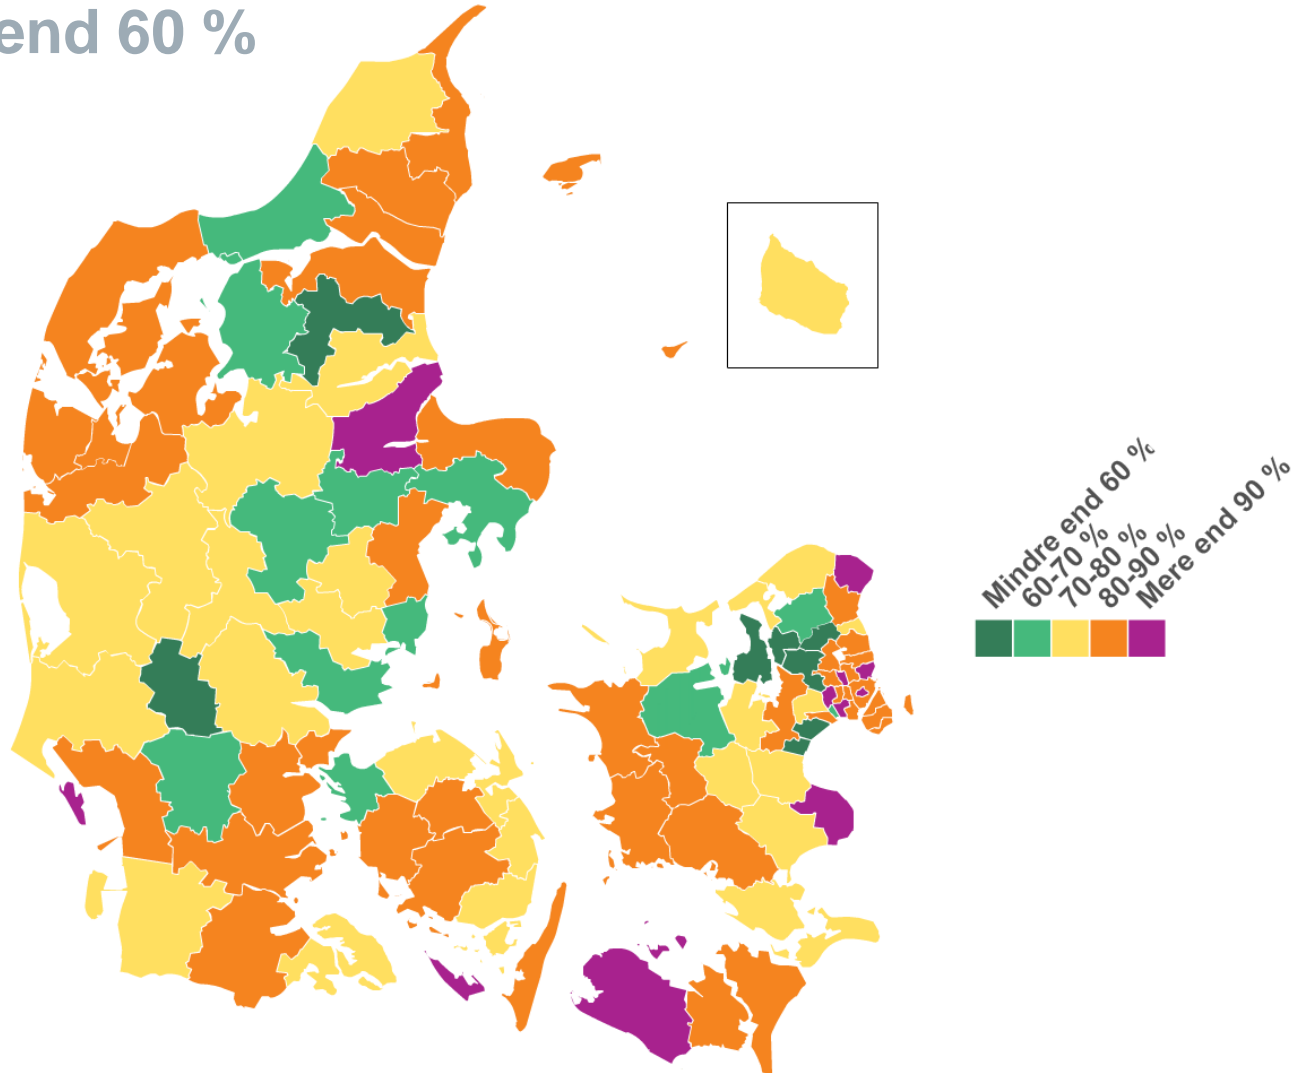 end 60 %
Mindre end 60 %
60-70 %
70-80 %
80-90 %
Mere end 90 %